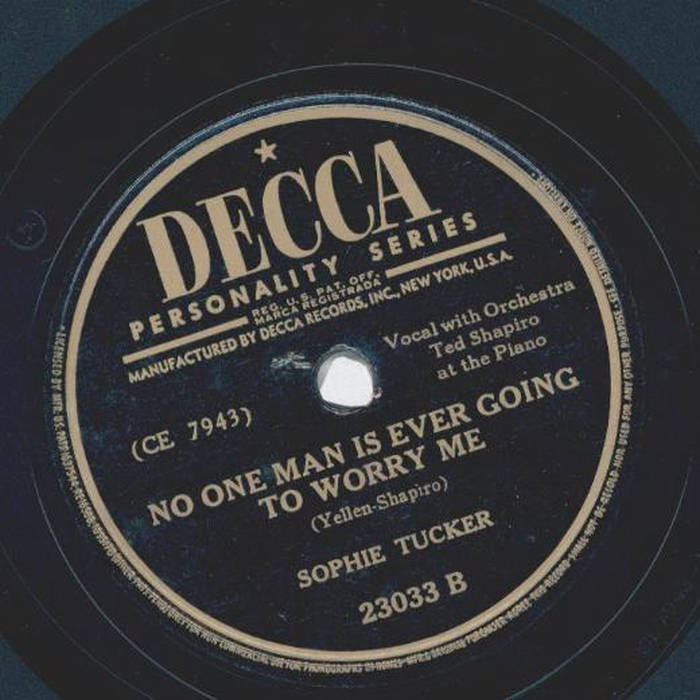 DECCA
PERSONALITY SERIES
REG. U.S. PAT. OFF.
MARCA REGISTRADA
MANUFACTURED BY DECCA RECORDS, INC., NEW YORK, U.S.A.
Vocal with Orchestra
Ted Shapiro
at the Piano
(CE 7943)
NO ONE MAN IS EVER GOING
TO WORRY ME
(Yellen-Shapiro)
SOPHIE TUCKER
23033 B